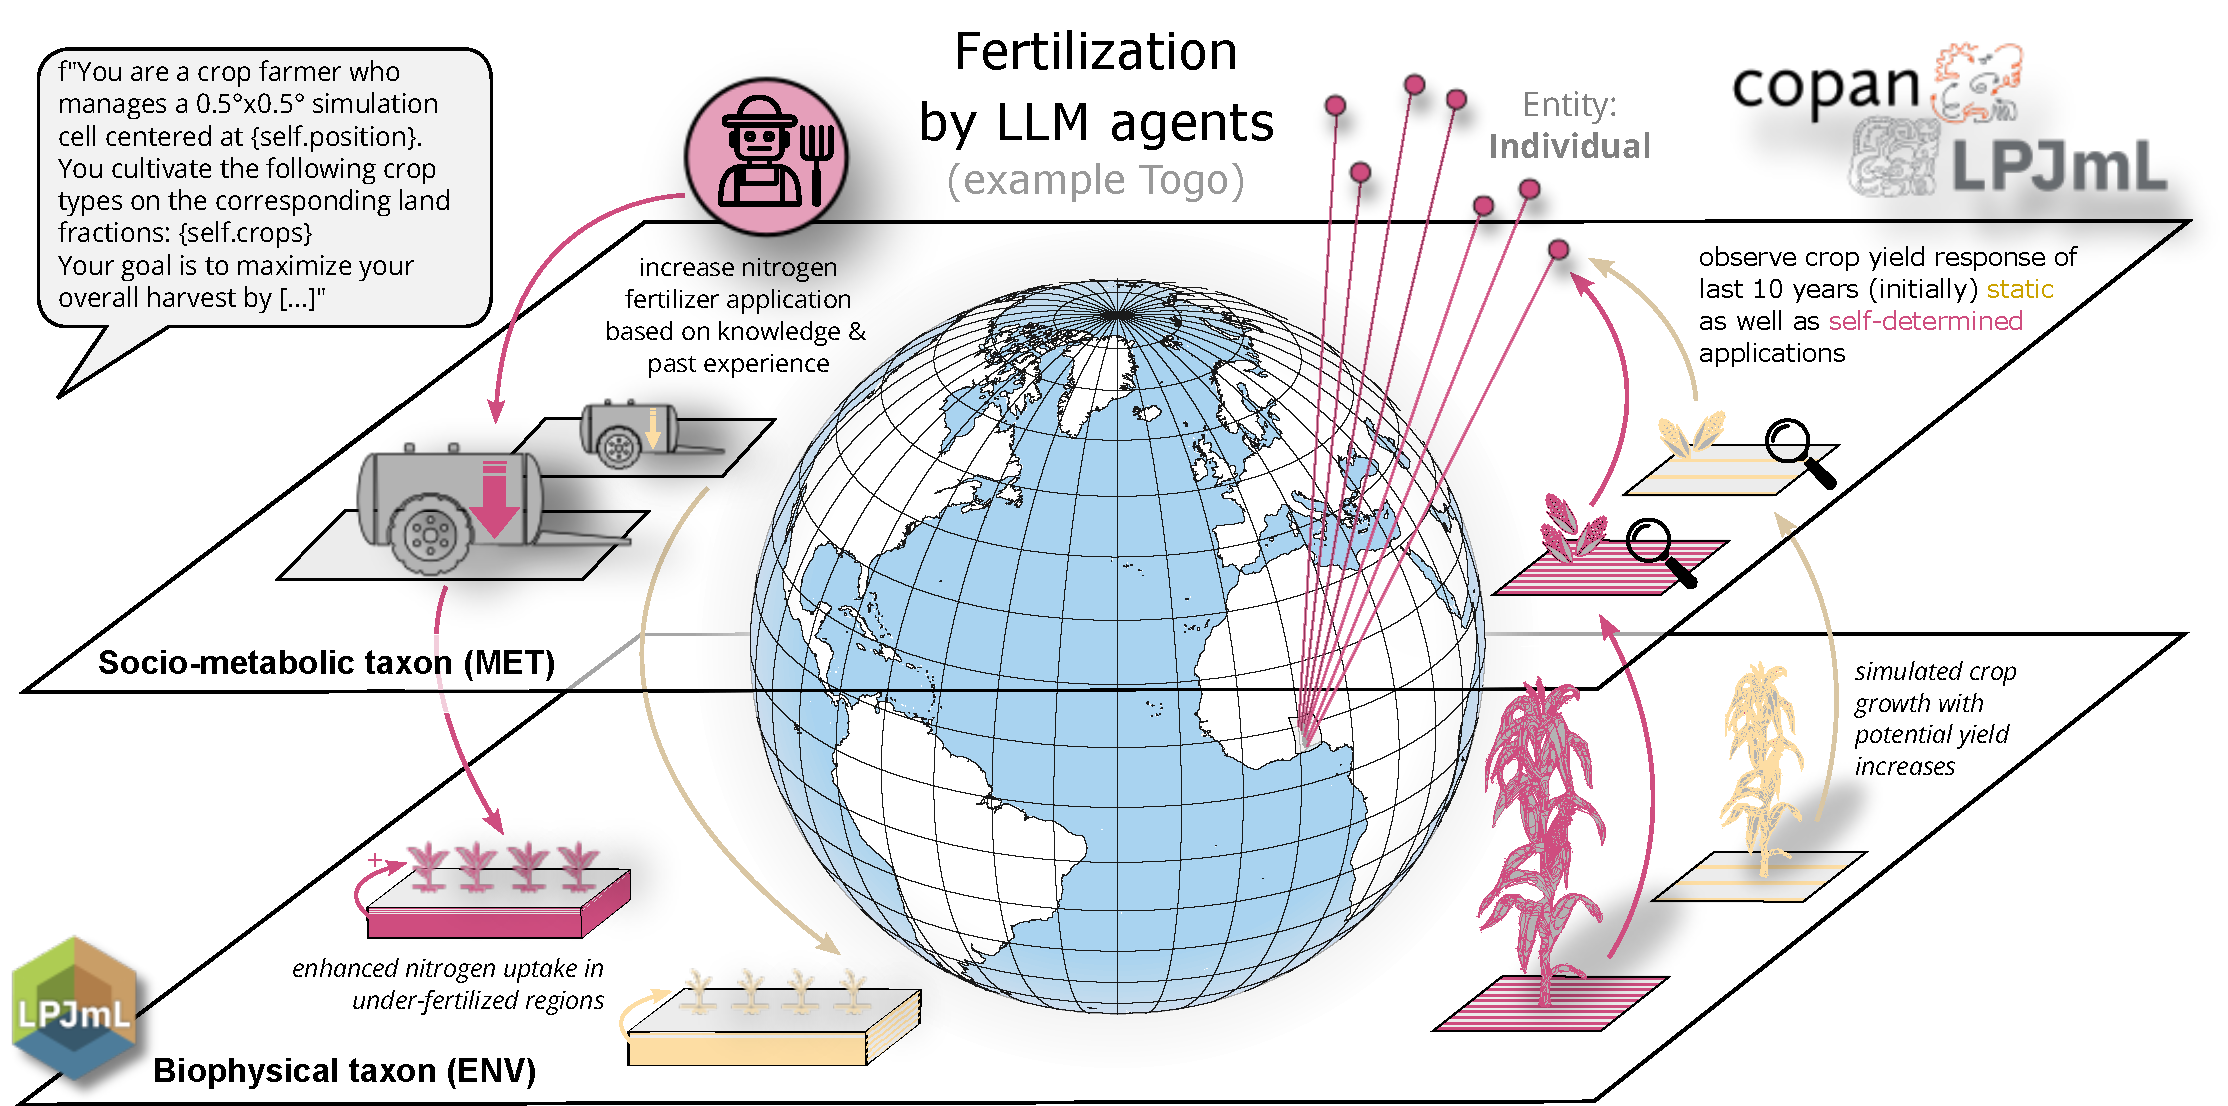 f"You are a crop farmer who
manages a 0.5°x0.5° simulation
cell centered at {self.position}.
You cultivate the following crop
types on the corresponding land
fractions: {self.crops}
Your goal is to maximize your
overall harvest by [...]"
Fertilization
by LLM agents
(example Togo)
Entity:
Individual
copan
LPJmL
increase nitrogen
fertilizer application
based on knowledge &
past experience
observe crop yield response of
last 10 years (initially) static
as well as self-determined
applications
Socio-metabolic taxon (MET)
simulated crop
growth with
potential yield
increases
+
enhanced nitrogen uptake in
under-fertilized regions
LPJmL
Biophysical taxon (ENV)